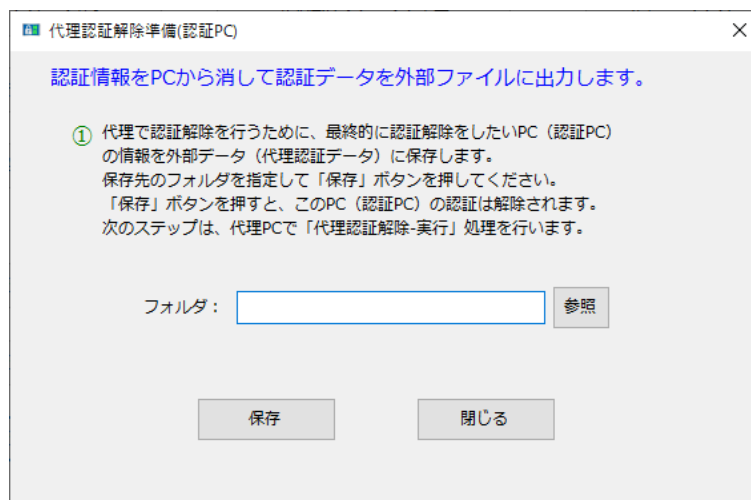 代理認証解除準備(認証PC)
認証情報をPCから消して認証データを外部ファイルに出力します。
① 代理で認証解除を行うために、最終的に認証解除をしたいPC（認証PC）
の情報を外部データ（代理認証データ）に保存します。
保存先のフォルダを指定して「保存」ボタンを押してください。
「保存」ボタンを押すと、このPC（認証PC）の認証は解除されます。
次のステップは、代理PCで「代理認証解除-実行」処理を行います。
フォルダ： 参照
保存 閉じる